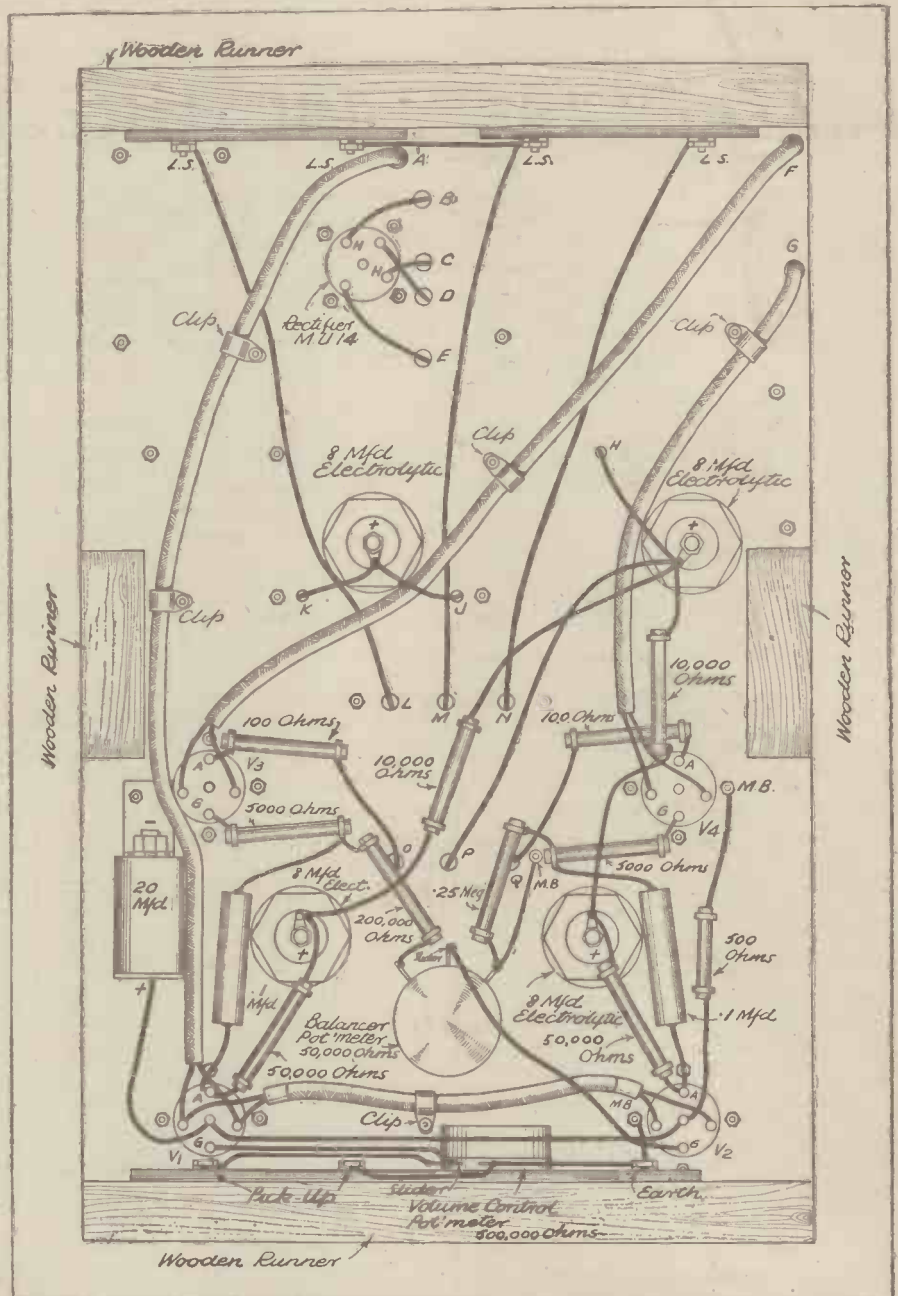 Wooden Runner
L.S.
L.S.
L.S.
L.S.
A
F
B
G
H
H
C
D
Clip
Clip
Rectifier
MU14
E
Clip
8 Mfd
Electrolytic
H
8 Mfd
Electrolytic
+
+
K
J
Clip
Wooden Runner
Wooden Runner
10,000
Ohms
L
M
N
100 Ohms
100 Ohms
A
V3
10,000
Ohms
A
M.B.
G
G
V4
5000 Ohms
O
P
Q
M.B
5000 Ohms
20
Mfd
8 Mfd
Elect.
.25 Meg
200,000
Ohms
+
Slider
+
500
Ohms
+
.1 Mfd
8 Mfd
Electrolytic
.1 Mfd
Balancer
Pot'meter
50,000 Ohms
50,000
Ohms
50,000 Ohms
A
A
MB
Clip
G
G
V1
V2
Pick-Up
Slider
Earth
Volume Control
Pot'meter
500,000 Ohms
Wooden Runner